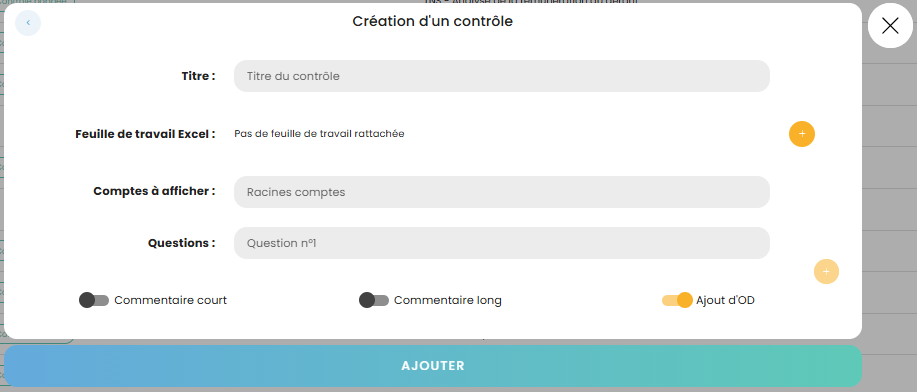 Création d'un contrôle
Titre :
Titre du contrôle
Feuille de travail Excel :
Pas de feuille de travail rattachée
Comptes à afficher :
Racines comptes
Questions :
Question n°1
Commentaire court
Commentaire long
Ajout d'OD
AJOUTER